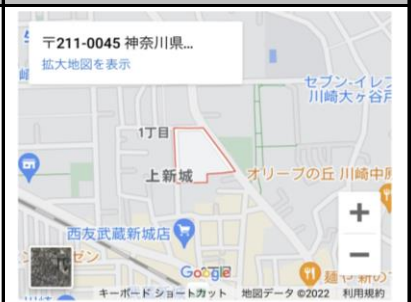 〒211-0045 神奈川県...
拡大地図を表示
セブン-イレブ
川崎大ヶ谷戸
1丁目
上新城
オリーブの丘 川崎中原
西友武蔵新城店
+
−
Google
キーボード ショートカット 地図データ ©2022 利用規約